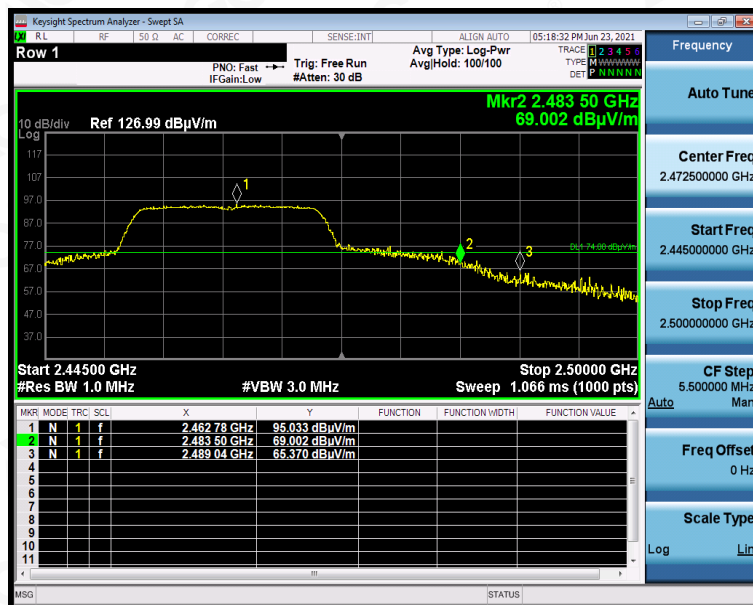 Keysight Spectrum Analyzer - Swept SA
LXI RL RF 50 Ω AC CORREC SENSE:INT ALIGN AUTO 05:18:32 PM Jun 23, 2021
Row 1
PNO: Fast
IFGain:Low
Trig: Free Run
#Atten: 30 dB
Avg Type: Log-Pwr
Avg|Hold: 100/100
TRACE 1 2 3 4 5 6
TYPE M WWWWW
DET P N N N N N
Mkr2 2.483 50 GHz
69.002 dBµV/m
10 dB/div Ref 126.99 dBµV/m
Log
117
107
97.0
87.0
77.0
67.0
57.0
47.0
37.0
1
2
3
DL1 74.00 dBµV/m
Start 2.44500 GHz Stop 2.50000 GHz
#Res BW 1.0 MHz #VBW 3.0 MHz Sweep 1.066 ms (1000 pts)
MKR MODE TRC SCL X Y FUNCTION FUNCTION WIDTH FUNCTION VALUE
1 N 1 f 2.462 78 GHz 95.033 dBµV/m
2 N 1 f 2.483 50 GHz 69.002 dBµV/m
3 N 1 f 2.489 04 GHz 65.370 dBµV/m
4
5
6
7
8
9
10
11
MSG STATUS
Frequency
Auto Tune
Center Freq
2.472500000 GHz
Start Freq
2.445000000 GHz
Stop Freq
2.500000000 GHz
CF Step
5.500000 MHz
Auto Man
Freq Offset
0 Hz
Scale Type
Log Lin